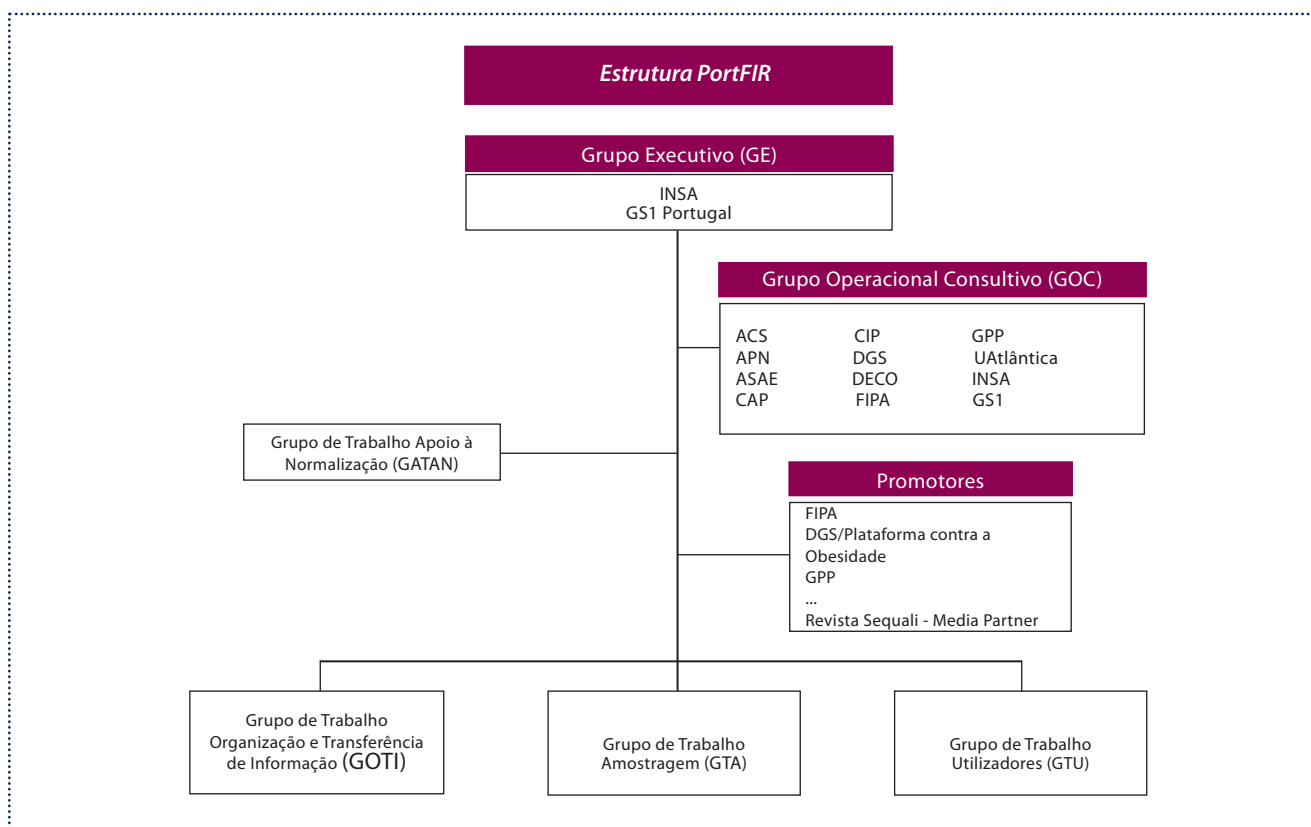 Estrutura PortFIR
Grupo Executivo (GE)
INSA
GS1 Portugal
Grupo Operacional Consultivo (GOC)
ACS CIP GPP
APN DGS UAtlântica
ASAE DECO INSA
CAP FIPA GS1
Grupo de Trabalho Apoio à
Normalização (GATAN)
Promotores
FIPA
DGS/Plataforma contra a
Obesidade
GPP
...
Revista Sequali - Media Partner
Grupo de Trabalho
Organização e Transferência
de Informação (GOTI)
Grupo de Trabalho
Amostragem (GTA)
Grupo de Trabalho
Utilizadores (GTU)